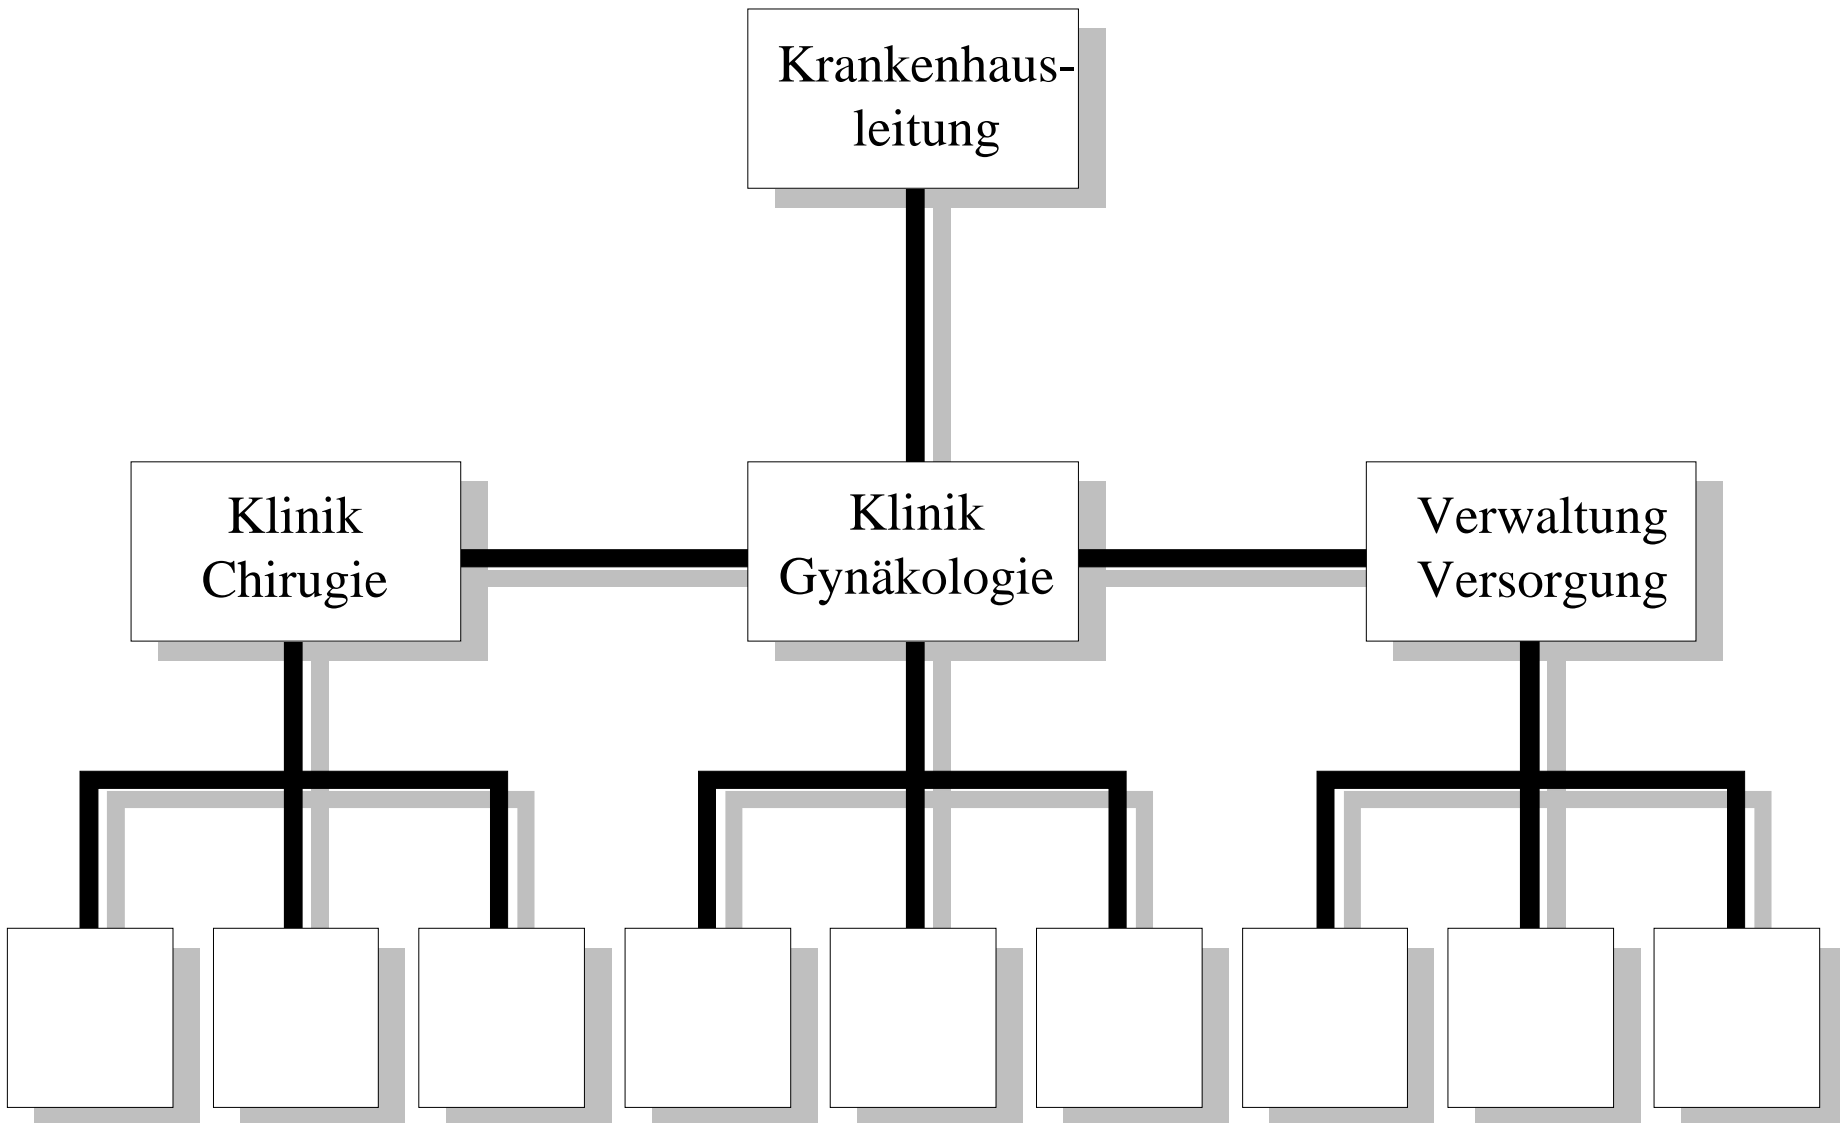 Krankenhaus-
leitung
Klinik
Chirugie
Klinik
Gynäkologie
Verwaltung
Versorgung